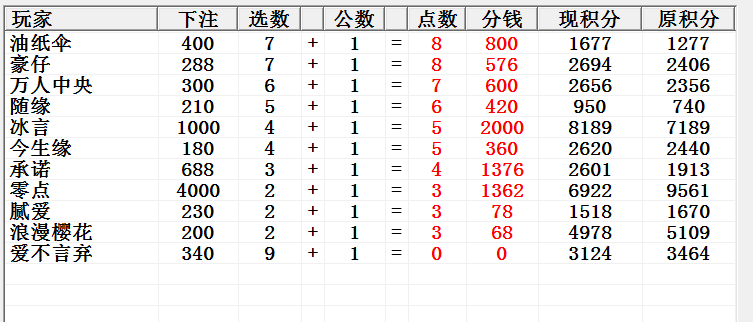 玩家 下注 选数 公数 点数 分钱 现积分 原积分
油纸伞 400 7 + 1 = 8 800 1677 1277
豪仔 288 7 + 1 = 8 576 2694 2406
万人中央 300 6 + 1 = 7 600 2656 2356
随缘 210 5 + 1 = 6 420 950 740
冰言 1000 4 + 1 = 5 2000 8189 7189
今生缘 180 4 + 1 = 5 360 2620 2440
承诺 688 3 + 1 = 4 1376 2601 1913
零点 4000 2 + 1 = 3 1362 6922 9561
腻爱 230 2 + 1 = 3 78 1518 1670
浪漫樱花 200 2 + 1 = 3 68 4978 5109
爱不言弃 340 9 + 1 = 0 0 3124 3464